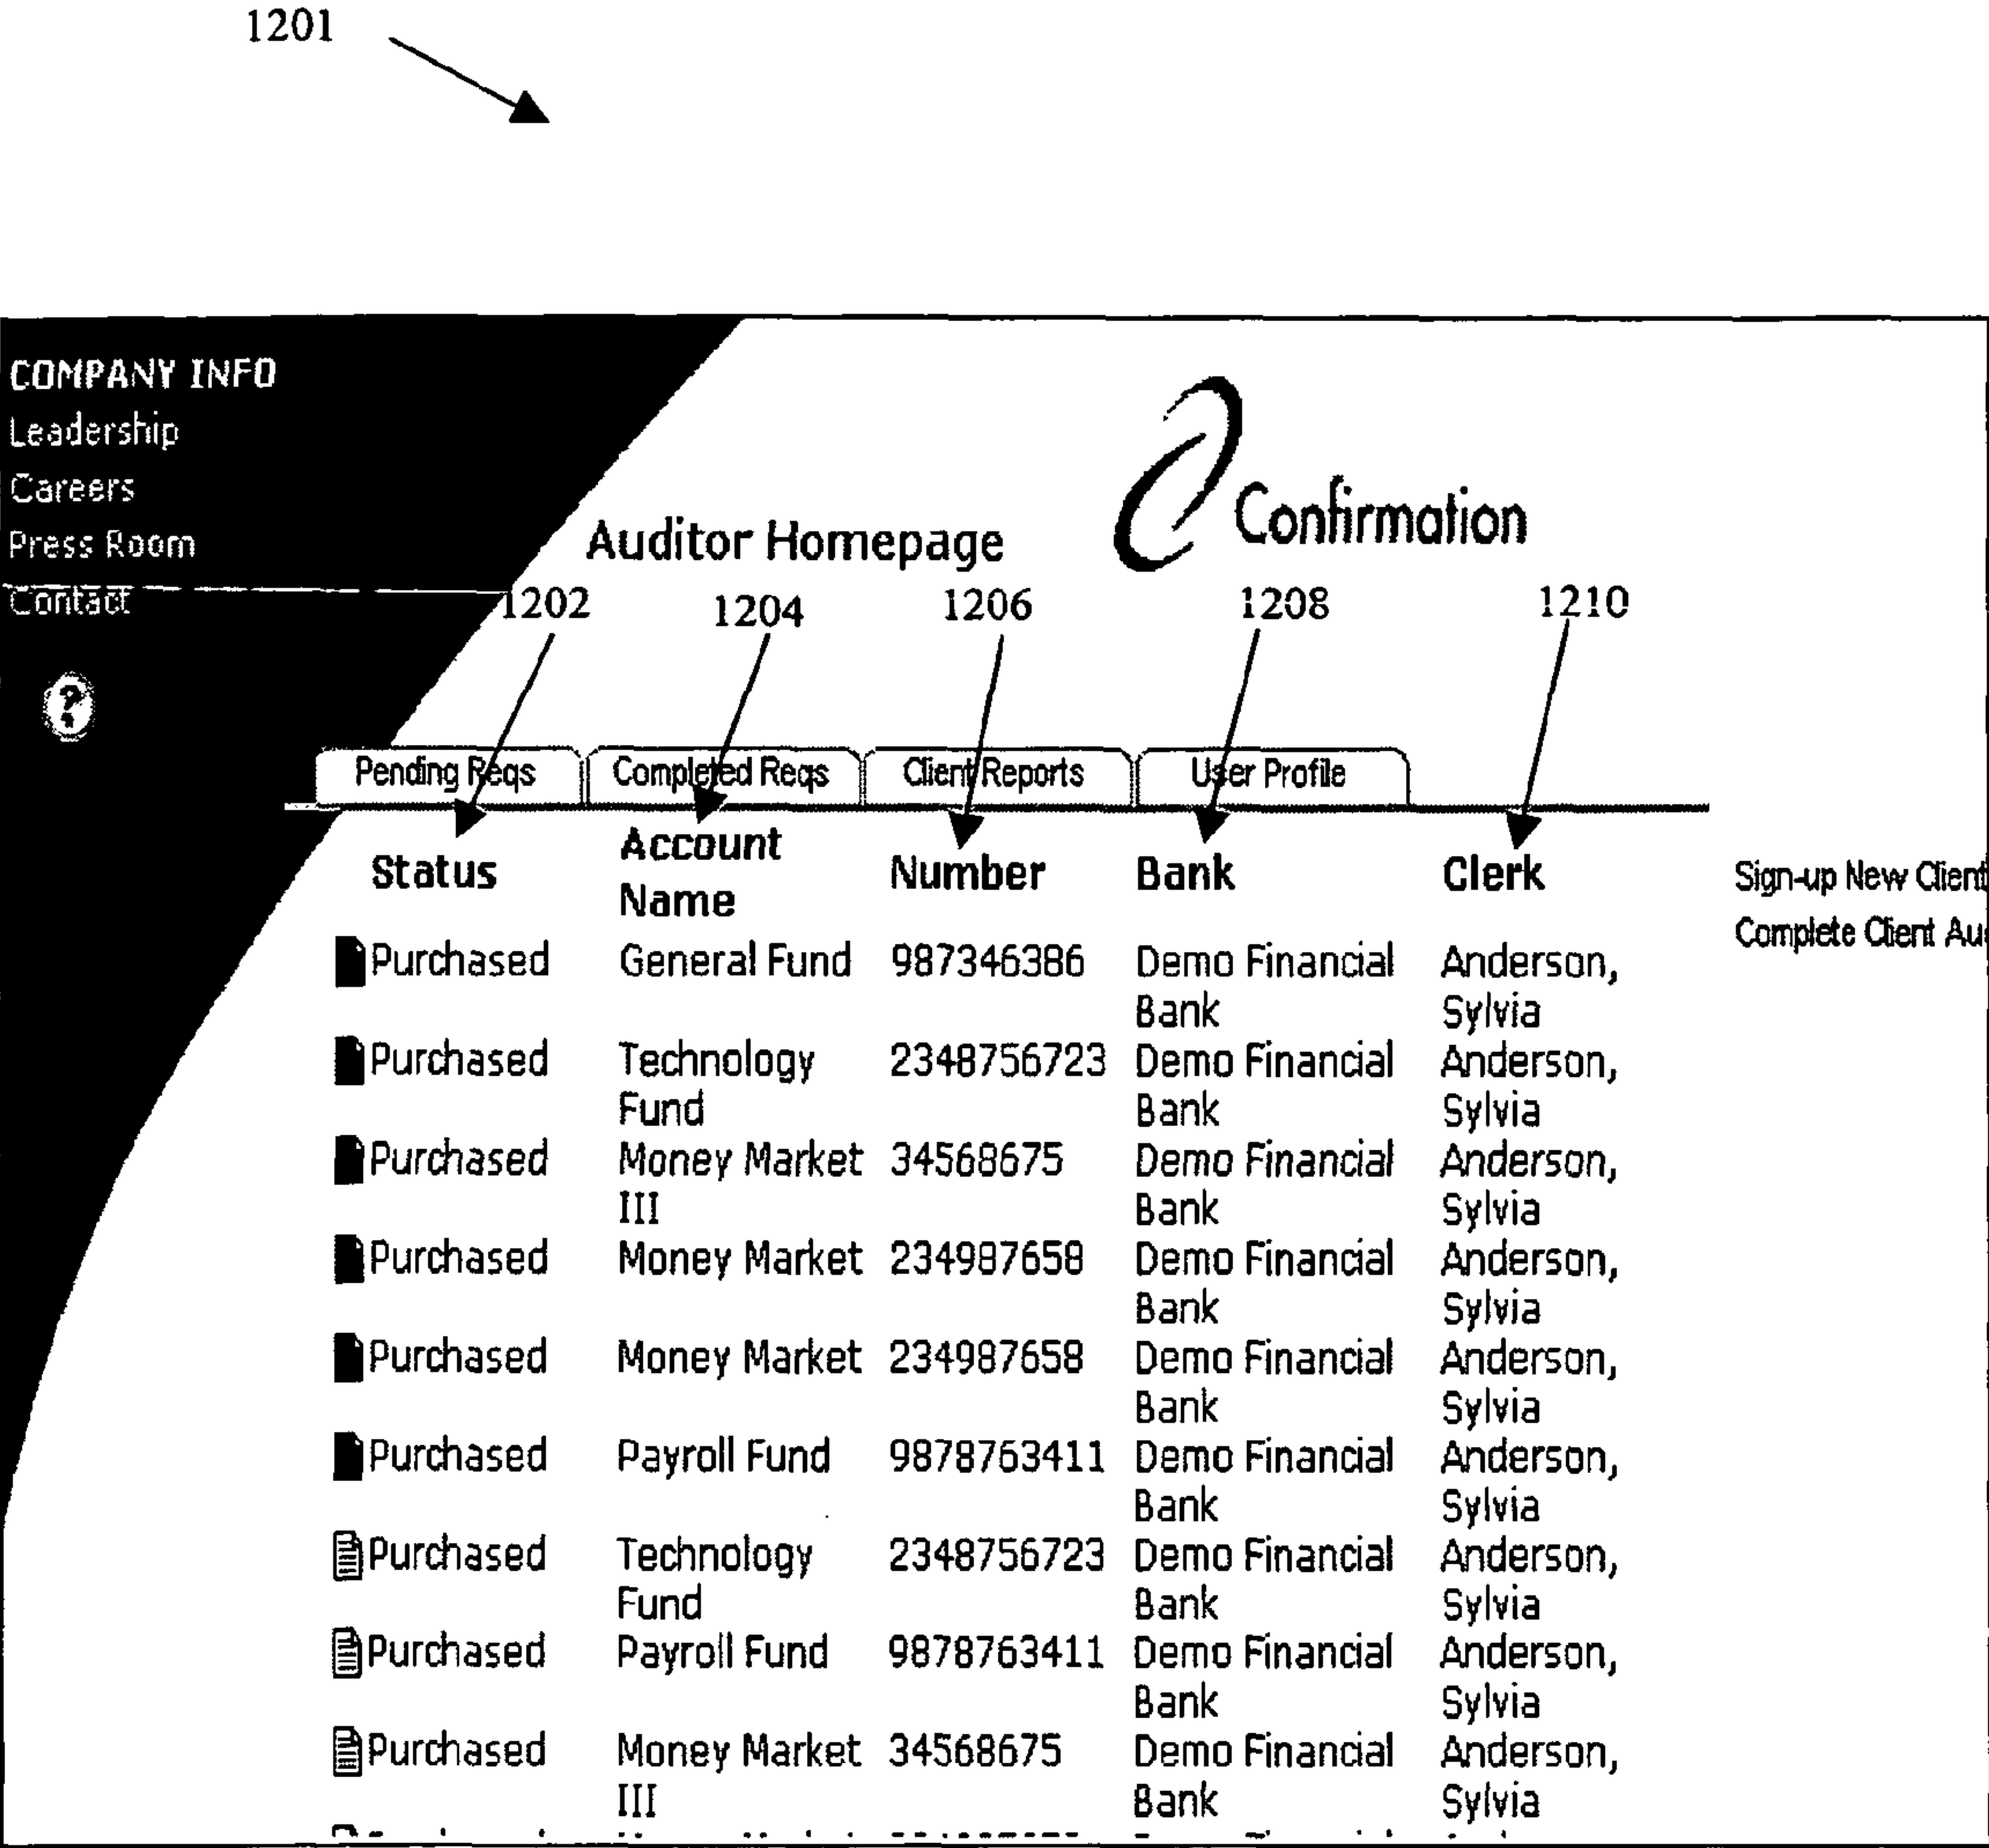 1201
COMPANY INFO
Leadership
Careers
Press Room
Contact
Confirmation
Auditor Homepage
1202 1204 1206 1208 1210
Pending Reqs Completed Reqs Client Reports User Profile
Status Account Name Number Bank Clerk
Sign-up New Client
Complete Client
Purchased General Fund 987346386 Demo Financial Anderson,
Bank Sylvia
Purchased Technology 2348756723 Demo Financial Anderson,
Fund Bank Sylvia
Purchased Money Market 34568675 Demo Financial Anderson,
III Bank Sylvia
Purchased Money Market 234987658 Demo Financial Anderson,
Bank Sylvia
Purchased Money Market 234987658 Demo Financial Anderson,
Bank Sylvia
Purchased Payroll Fund 9878763411 Demo Financial Anderson,
Bank Sylvia
Purchased Technology 2348756723 Demo Financial Anderson,
Fund Bank Sylvia
Purchased Payroll Fund 9878763411 Demo Financial Anderson,
Bank Sylvia
Purchased Money Market 34568675 Demo Financial Anderson,
III Bank Sylvia